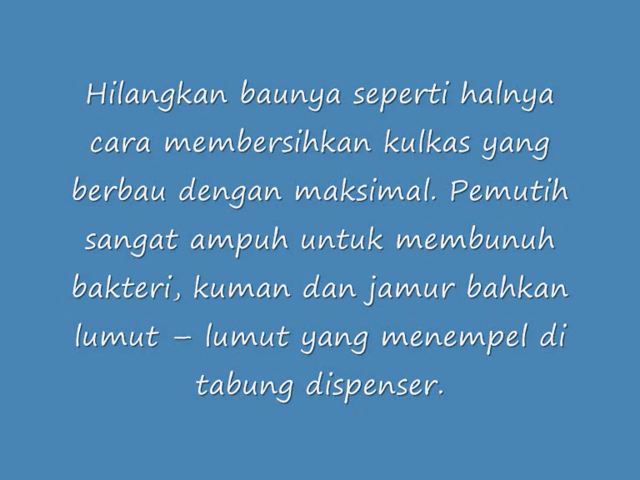 Hilangkan baunya seperti halnya
cara membersihkan kulkas yang
berbau dengan maksimal. Pemutih
sangat ampuh untuk membunuh
bakteri, kuman dan jamur bahkan
lumut – lumut yang menempel di
tabung dispenser.